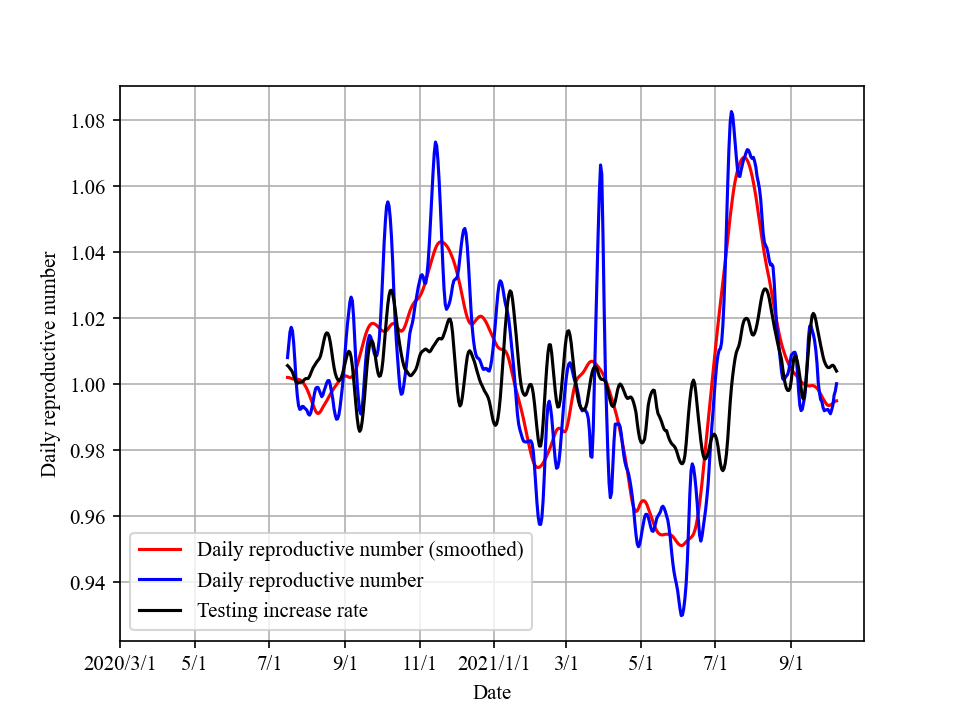 1.08
1.06
1.04
1.02
1.00
0.98
0.96
0.94
Daily reproductive number
Daily reproductive number (smoothed)
Daily reproductive number
Testing increase rate
2020/3/1 5/1 7/1 9/1 11/1 2021/1/1 3/1 5/1 7/1 9/1
Date